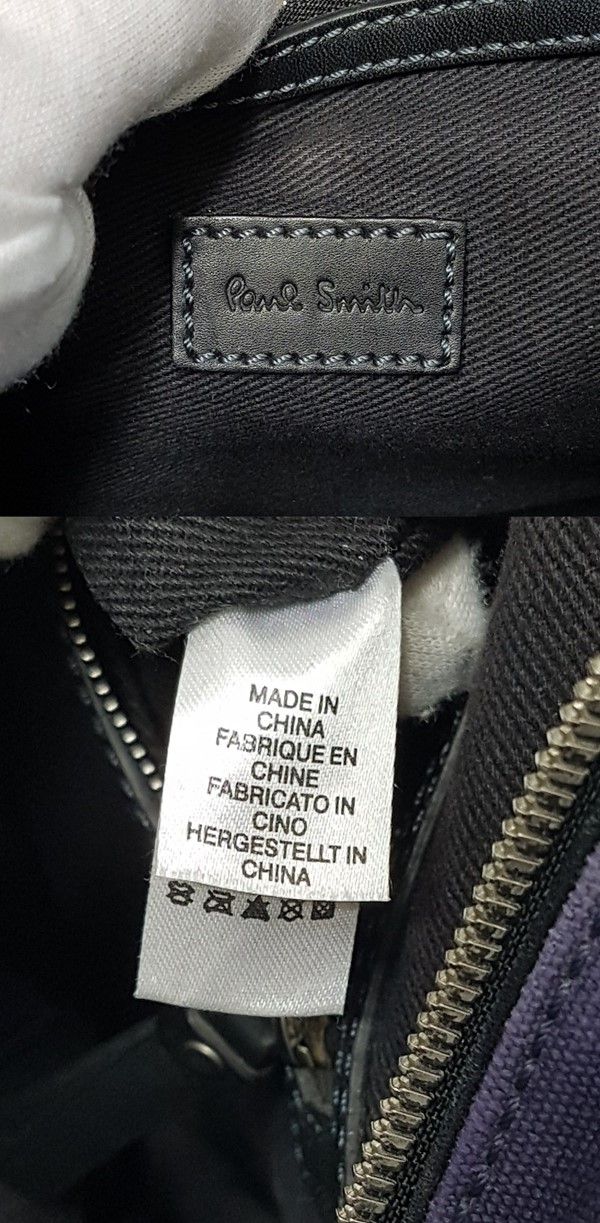 Paul Smith
MADE IN
CHINA
FABRIQUE EN
CHINE
FABRICATO IN
CINO
HERGESTELLT IN
CHINA